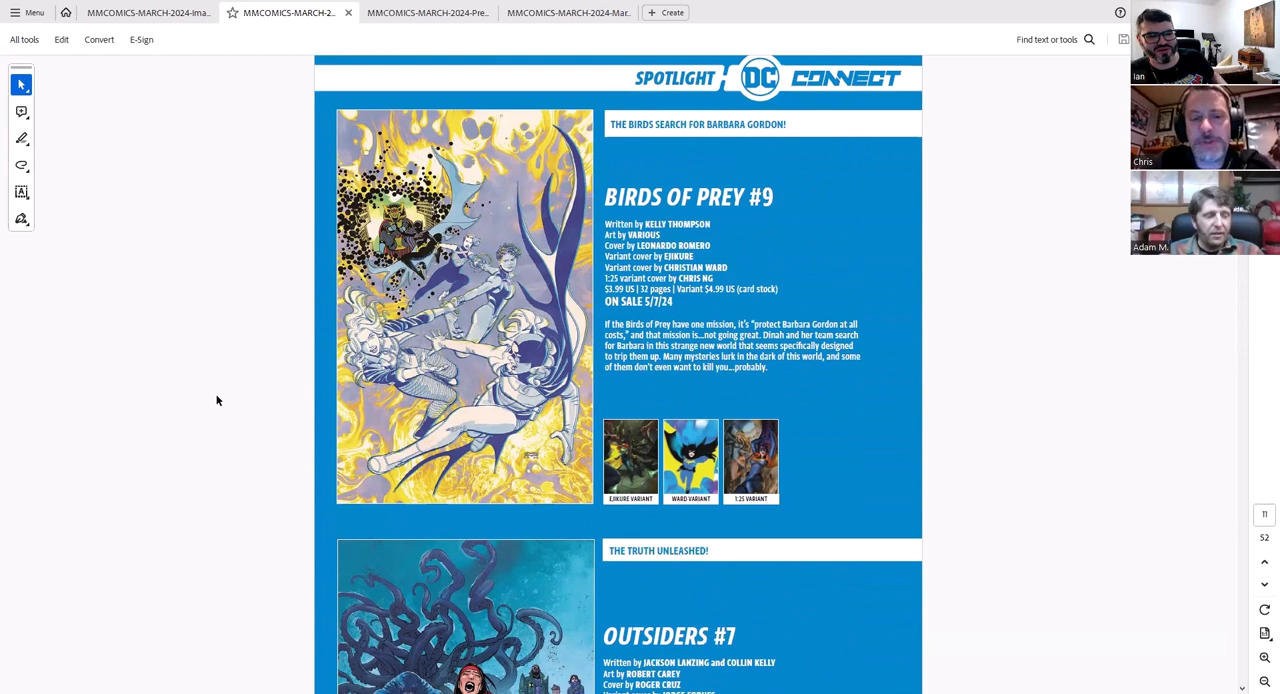 Menu
MMCOMICS-MARCH-2024-Ima...
MMCOMICS-MARCH-2...
MMCOMICS-MARCH-2024-Pre...
MMCOMICS-MARCH-2024-Mar...
Create
All tools
Edit
Convert
E-Sign
Find text or tools
Ian
Chris
Adam M.
SPOTLIGHT DC CONNECT
THE BIRDS SEARCH FOR BARBARA GORDON!
BIRDS OF PREY #9
Written by KELLY THOMPSON
Art by VARIOUS
Cover by LEONARDO ROMERO
Variant cover by EJIKURE
Variant cover by CHRISTIAN WARD
1:25 variant cover by CHRIS NG
$3.99 US | 32 pages | Variant $4.99 US (card stock)
ON SALE 5/7/24
If the Birds of Prey have one mission, it's "protect Barbara Gordon at all
costs," and that mission is...not going great. Dinah and her team search
for Barbara in this strange new world that seems specifically designed
to trip them up. Many mysteries lurk in the dark of this world, and some
of them don't even want to kill you...probably.
EJIKURE VARIANT
WARD VARIANT
1:25 VARIANT
THE TRUTH UNLEASHED!
OUTSIDERS #7
Written by JACKSON LANZING and COLLIN KELLY
Art by ROBERT CAREY
Cover by ROGER CRUZ
11
52